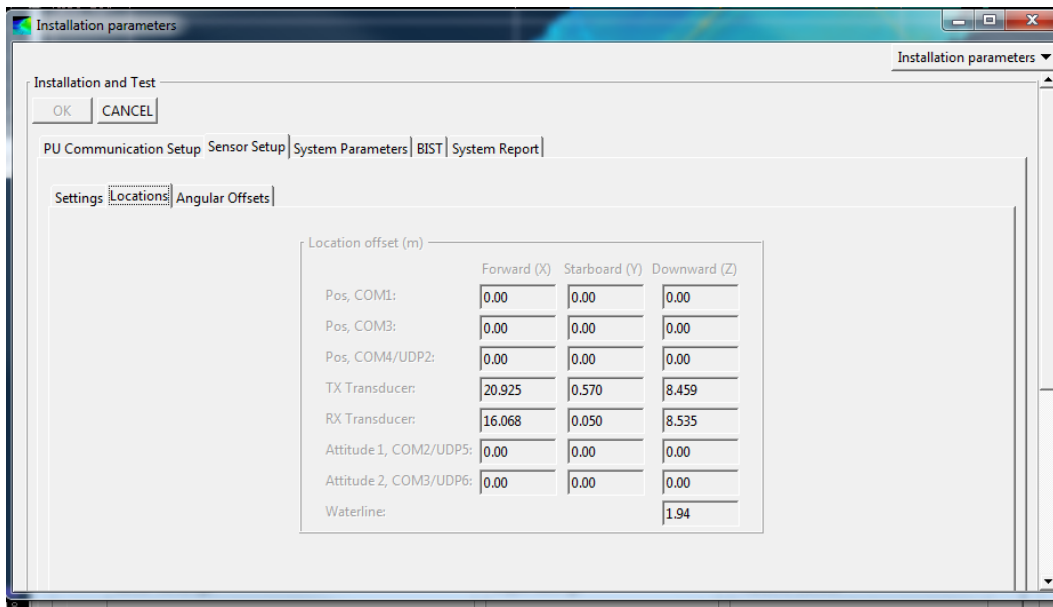 Installation parameters
Installation parameters
Installation and Test
OK CANCEL
PU Communication Setup Sensor Setup System Parameters BIST System Report
Settings Locations Angular Offsets
Location offset (m)
Forward (X) Starboard (Y) Downward (Z)
Pos, COM1: 0.00 0.00 0.00
Pos, COM3: 0.00 0.00 0.00
Pos, COM4/UDP2: 0.00 0.00 0.00
TX Transducer: 20.925 0.570 8.459
RX Transducer: 16.068 0.050 8.535
Attitude 1, COM2/UDP5: 0.00 0.00 0.00
Attitude 2, COM3/UDP6: 0.00 0.00 0.00
Waterline: 1.94